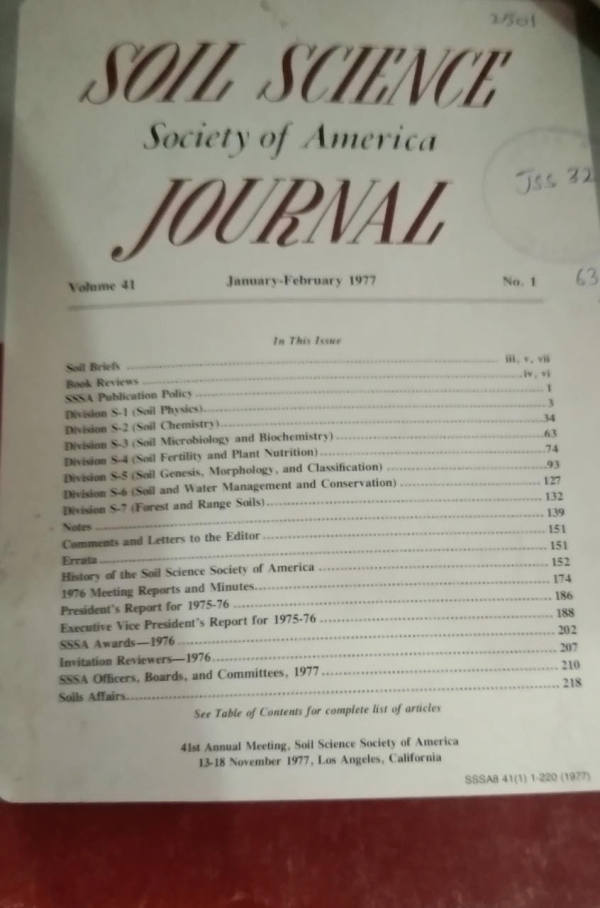 2501
SOIL SCIENCE
Society of America
JOURNAL
JSS 32
63
Volume 41 January-February 1977 No. 1
In This Issue
Soil Briefs iii, v, vii
Book Reviews iv, vi
SSSA Publication Policy 1
Division S-1 (Soil Physics) 3
Division S-2 (Soil Chemistry) 34
Division S-3 (Soil Microbiology and Biochemistry) 63
Division S-4 (Soil Fertility and Plant Nutrition) 74
Division S-5 (Soil Genesis, Morphology, and Classification) 93
Division S-6 (Soil and Water Management and Conservation) 127
Division S-7 (Forest and Range Soils) 132
Notes 139
Comments and Letters to the Editor 151
Errata 151
History of the Soil Science Society of America 152
1976 Meeting Reports and Minutes 174
President's Report for 1975-76 186
Executive Vice President's Report for 1975-76 188
SSSA Awards—1976 202
Invitation Reviewers—1976 207
SSSA Officers, Boards, and Committees, 1977 210
Soils Affairs 218
See Table of Contents for complete list of articles
41st Annual Meeting, Soil Science Society of America
13-18 November 1977, Los Angeles, California
SSSA8 41(1) 1-220 (1977)